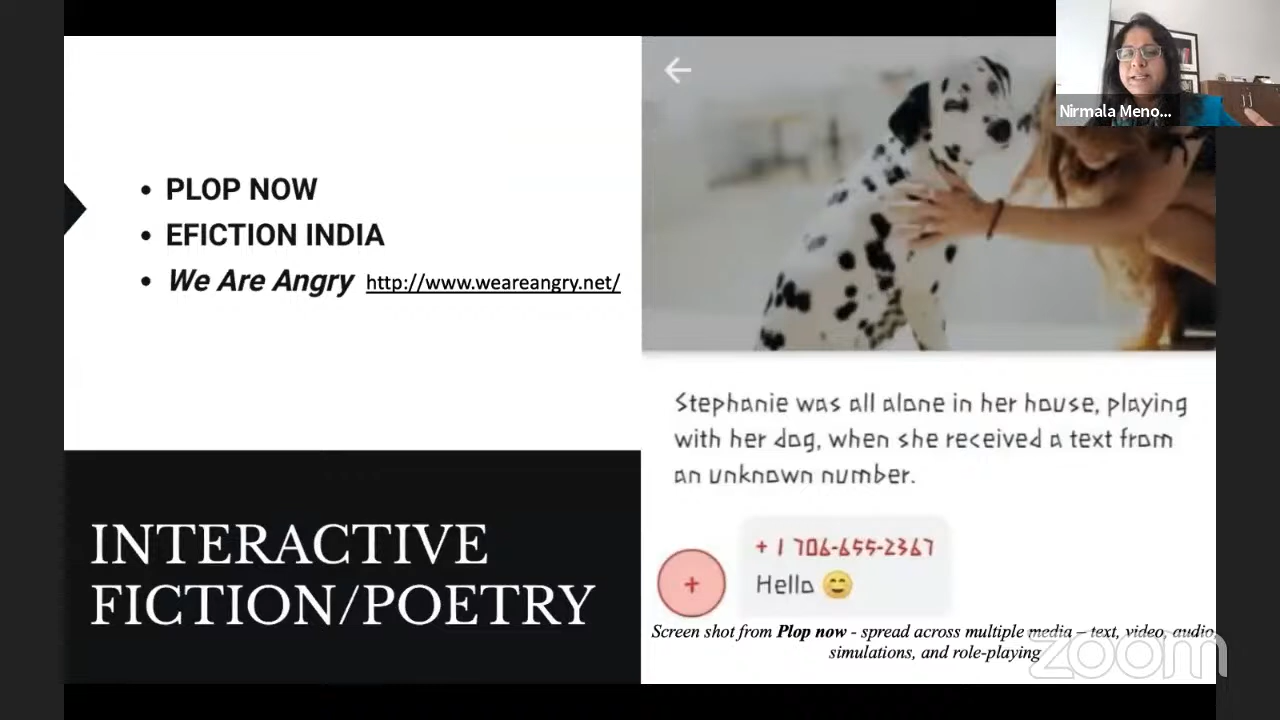 PLOP NOW
EFICTION INDIA
We Are Angry http://www.weareangry.net/
INTERACTIVE
FICTION/POETRY
Nirmala Meno...
Stephanie was all alone in her house, playing
with her dog, when she received a text from
an unknown number.
+
+ 1 706-655-2367
Hello 😊
Screen shot from Plop now - spread across multiple media – text, video, audio,
simulations, and role-playing
zoom